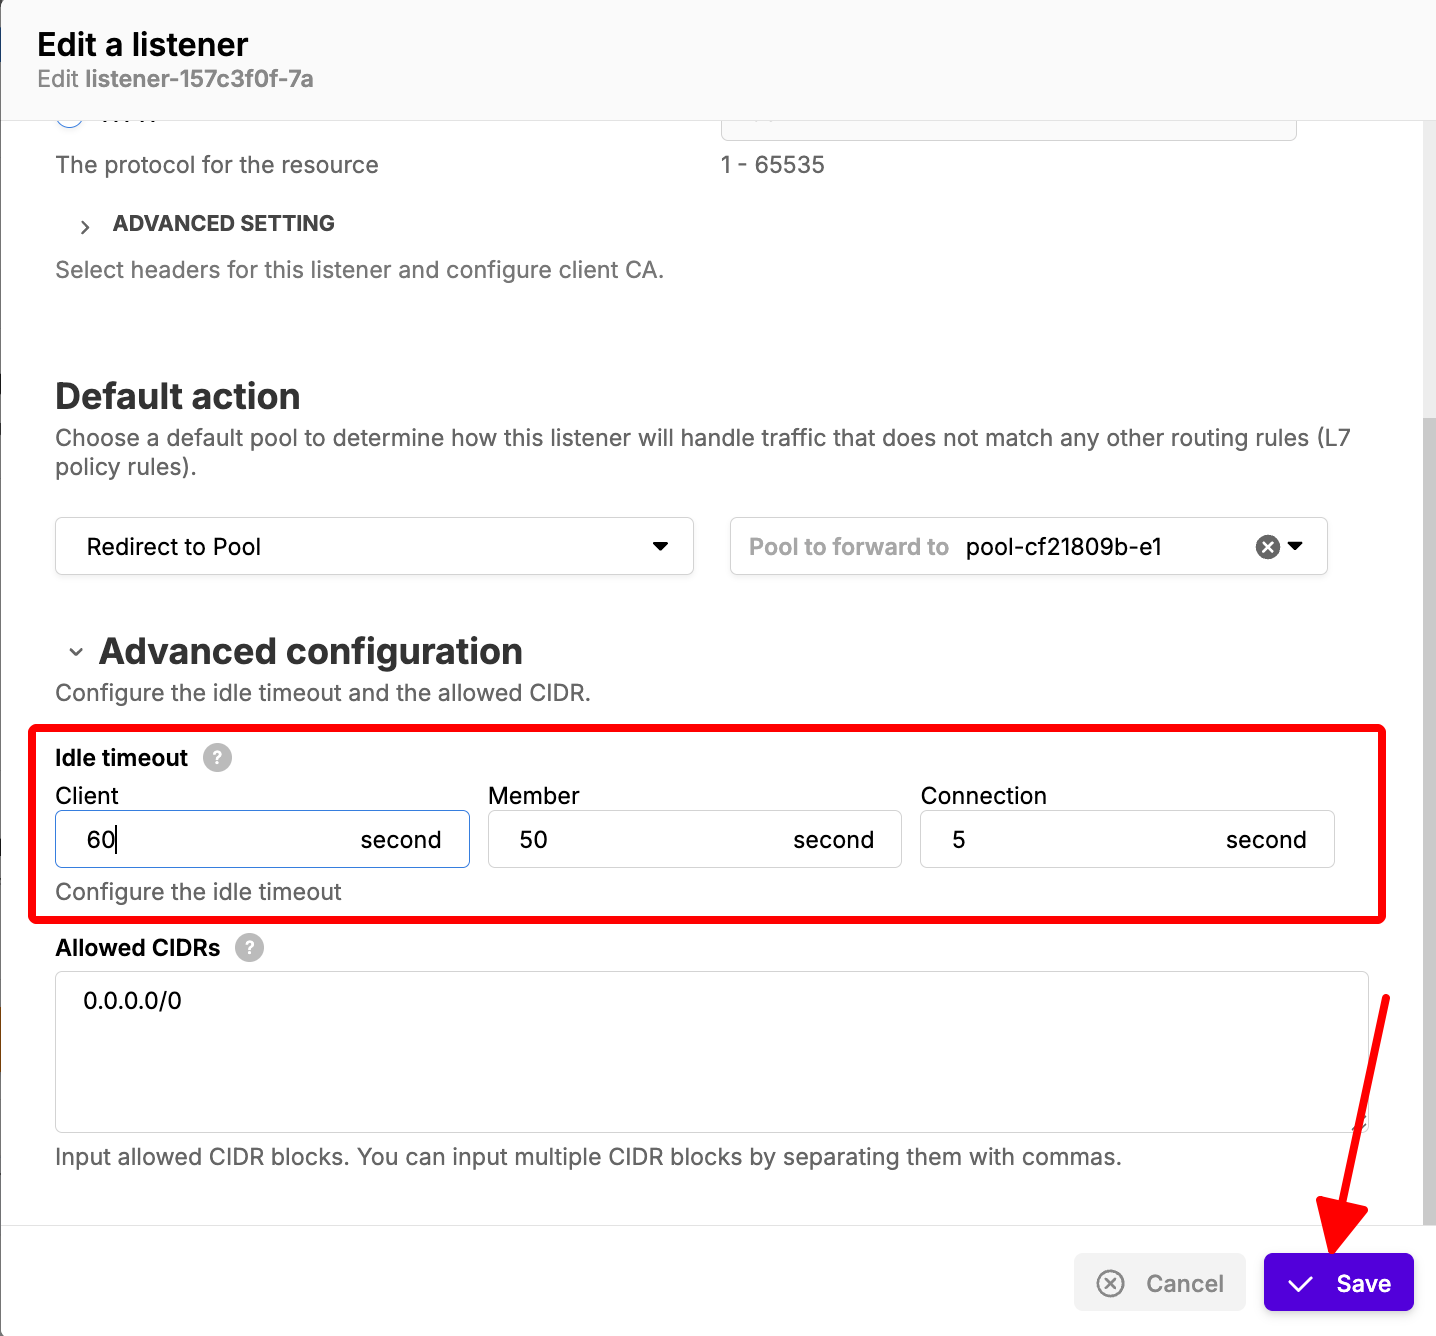 Edit a listener
Edit listener-157c3f0f-7a
The protocol for the resource
1 - 65535
ADVANCED SETTING
Select headers for this listener and configure client CA.
Default action
Choose a default pool to determine how this listener will handle traffic that does not match any other routing rules (L7
policy rules).
Redirect to Pool
Pool to forward to pool-cf21809b-e1
Advanced configuration
Configure the idle timeout and the allowed CIDR.
Idle timeout ?
Client Member Connection
60 second 50 second 5 second
Configure the idle timeout
Allowed CIDRs ?
0.0.0.0/0
Input allowed CIDR blocks. You can input multiple CIDR blocks by separating them with commas.
Cancel Save